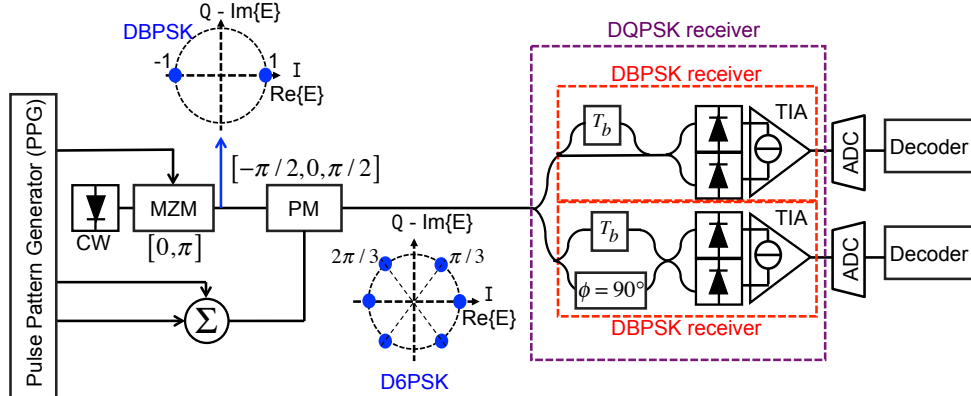 Q - Im{E}
DBPSK
-1
1
I
Re{E}
Pulse Pattern Generator (PPG)
CW
MZM
[0,π]
[-π/2,0,π/2]
PM
Σ
Q - Im{E}
2π/3
π/3
I
Re{E}
D6PSK
DQPSK receiver
DBPSK receiver
T_b
TIA
ADC
Decoder
T_b
ϕ = 90°
TIA
ADC
Decoder
DBPSK receiver